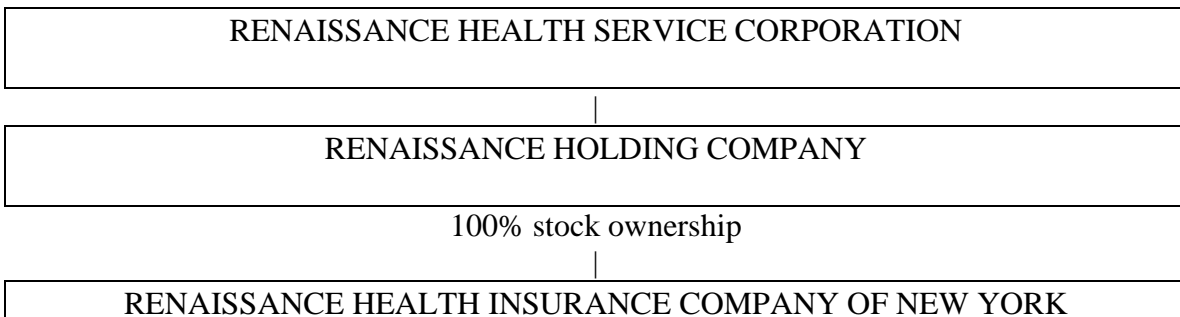 RENAISSANCE HEALTH SERVICE CORPORATION
RENAISSANCE HOLDING COMPANY
100% stock ownership
RENAISSANCE HEALTH INSURANCE COMPANY OF NEW YORK